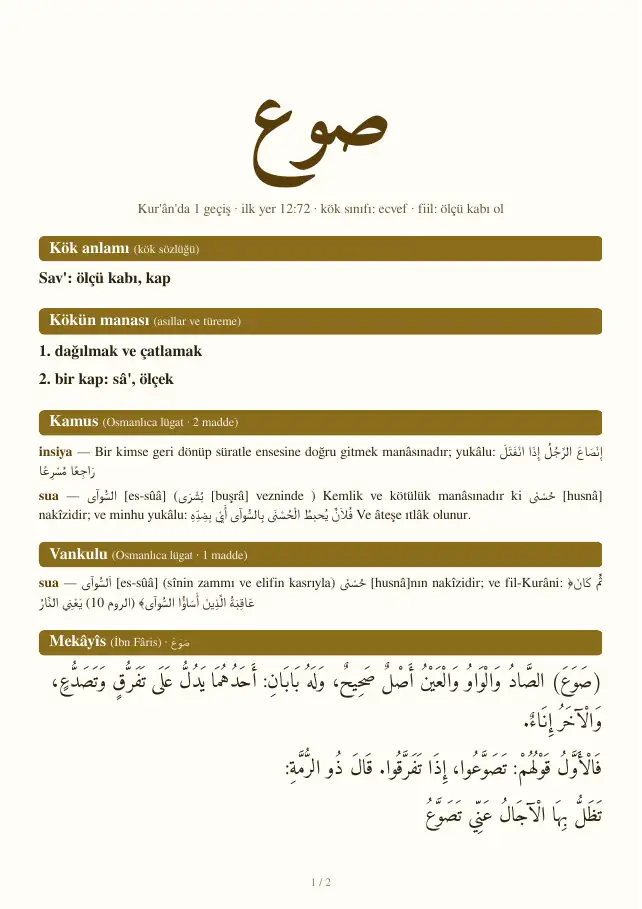 صوع
Kur'ân'da 1 geçiş · ilk yer 12:72 · kök sınıfı: ecvef · fiil: ölçü kabı ol
Kök anlamı (kök sözlüğü)
Sav': ölçü kabı, kap
Kökün manası (asıllar ve türeme)
1. dağılmak ve çatlamak
2. bir kap: sâ', ölçek
Kamus (Osmanlıca lügat · 2 madde)
insiya — Bir kimse geri dönüp süratle ensesine doğru gitmek manâsınadır; yukâlu: إِنْصَاعَ الرَّجُلُ إِذَا انْفَتَلَ
رَاجِعًا مُسْرِعًا
sua — السُّوآى [es-sûâ] (بُشْرَى [buşrâ] vezninde ) Kemlik ve kötülük manâsınadır ki حُسْنَى [husnâ]
nakîzidir; ve minhu yukâlu: فُلَانٌ يُحبِطُ الْحُسْنَى بِالسُّوآى أَيْ بِضِدِّهِ Ve âteşe ıtlâk olunur.
Vankulu (Osmanlıca lügat · 1 madde)
sua — اَلسُّوآى [es-sûâ] (sînin zammı ve elifin kasrıyla) حُسْنَى [husnâ]nın nakîzidir; ve fil-Kurâni: ﴿ثُمَّ كَانَ
عَاقِبَةُ الَّذِينَ أَسَاؤُا السُّوآى﴾ (الروم 10) يَعْنِي النَّارُ
Mekâyîs (İbn Fâris) · صَوَعَ
(صَوَعَ) الصَّادُ وَالْوَاوُ وَالْعَيْنُ أَصْلٌ صَحِيحٌ، وَلَهُ بَابَانِ: أَحَدُهُمَا يَدُلُّ عَلَى تَفَرُّقٍ وَتَصَدُّعٍ،
وَالْآخَرُ إِنَاءٌ.
فَالْأَوَّلُ قَوْلُهُمْ: تَصَوَّعُوا، إِذَا تَفَرَّقُوا. قَالَ ذُو الرُّمَّةِ:
تَظَلُّ بِهَا الْآجَالُ عَنِّي تَصَوَّعُ
1 / 2